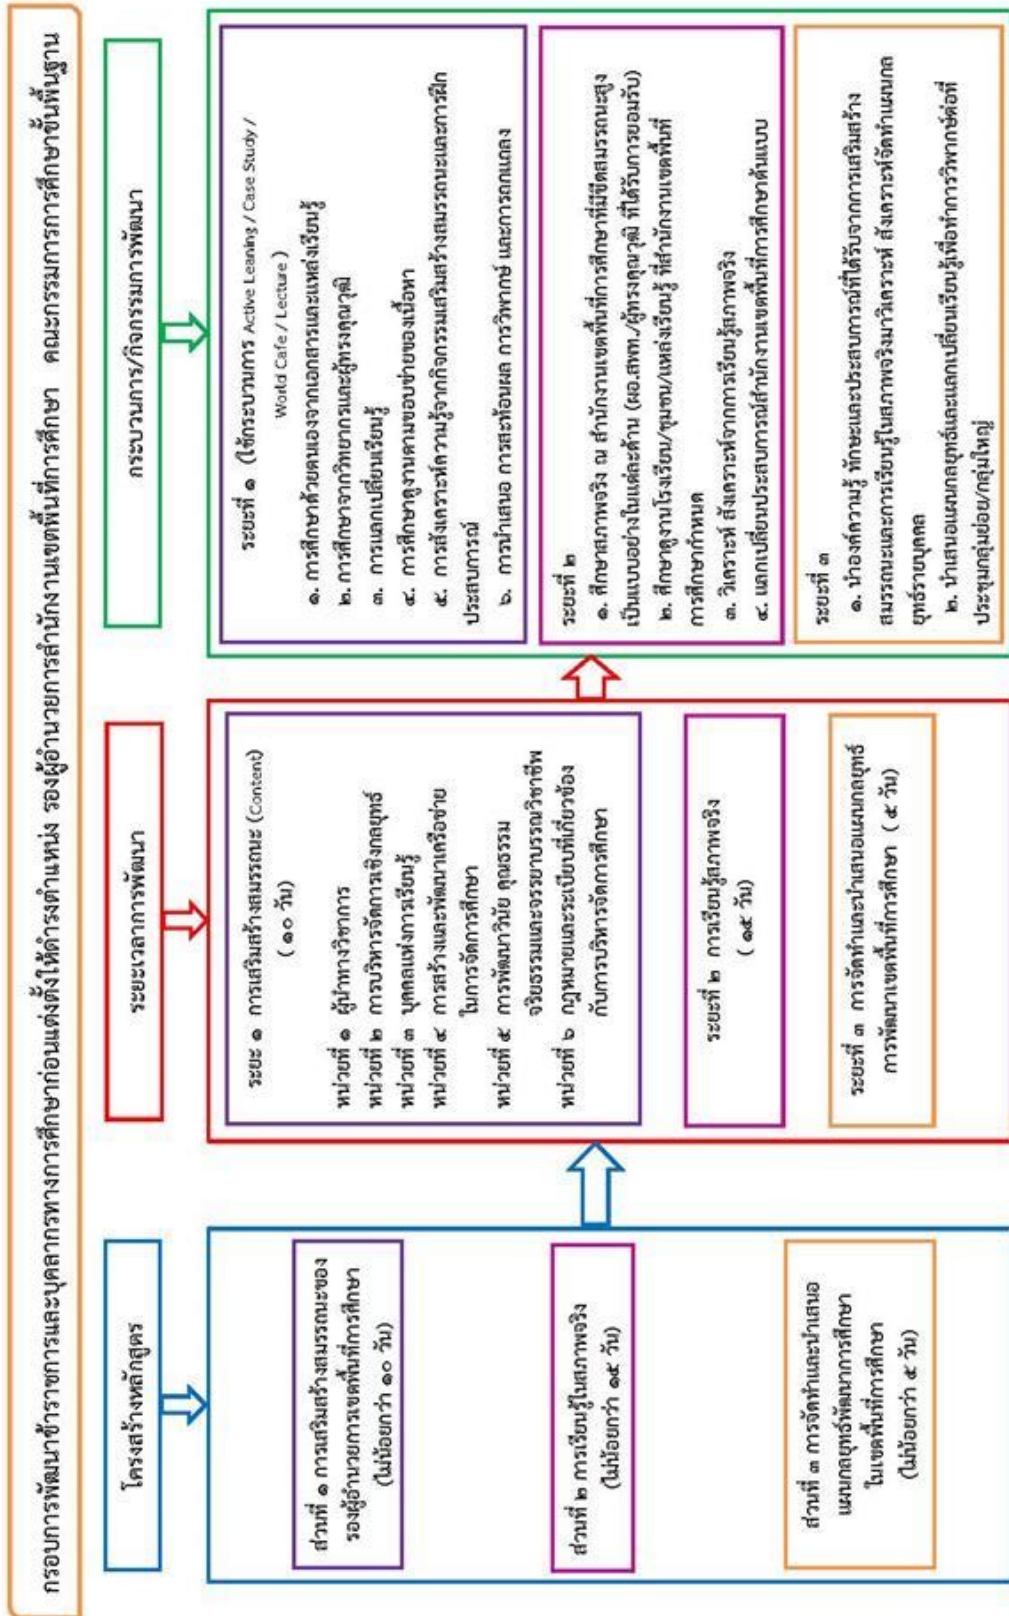 กรอบการพัฒนาข้าราชการและบุคลากรทางการศึกษาก่อนแต่งตั้งให้ดำรงตำแหน่ง รองผู้อำนวยการสำนักงานเขตพื้นที่การศึกษา คณะกรรมการการศึกษาขั้นพื้นฐาน
โครงสร้างหลักสูตร
ส่วนที่ ๑ การเสริมสร้างสมรรถนะของ
รองผู้อำนวยการเขตพื้นที่การศึกษา
(ไม่น้อยกว่า ๑๐ วัน)
ส่วนที่ ๒ การเรียนรู้ในสภาพจริง
(ไม่น้อยกว่า ๑๕ วัน)
ส่วนที่ ๓ การจัดทำและนำเสนอ
แผนกลยุทธ์พัฒนาการศึกษา
ในเขตพื้นที่การศึกษา
(ไม่น้อยกว่า ๕ วัน)
ระยะเวลาการพัฒนา
ระยะ ๑ การเสริมสร้างสมรรถนะ (Content)
( ๑๐ วัน)
หน่วยที่ ๑ ผู้นำทางวิชาการ
หน่วยที่ ๒ การบริหารจัดการเชิงกลยุทธ์
หน่วยที่ ๓ บุคคลแห่งการเรียนรู้
หน่วยที่ ๔ การสร้างและพัฒนาเครือข่าย
ในการจัดการศึกษา
หน่วยที่ ๕ การพัฒนาวินัย คุณธรรม
จริยธรรมและจรรยาบรรณวิชาชีพ
หน่วยที่ ๖ กฎหมายและระเบียบที่เกี่ยวข้อง
กับการบริหารจัดการศึกษา
ระยะที่ ๒ การเรียนรู้สภาพจริง
( ๑๕ วัน)
ระยะที่ ๓ การจัดทำและนำเสนอแผนกลยุทธ์
การพัฒนาเขตพื้นที่การศึกษา ( ๕ วัน)
กระบวนการ/กิจกรรมการพัฒนา
ระยะที่ ๑ (ใช้กระบวนการ Active Leaning / Case Study /
World Cafe / Lecture )
๑. การศึกษาด้วยตนเองจากเอกสารและแหล่งเรียนรู้
๒. การศึกษาจากวิทยากรและผู้ทรงคุณวุฒิ
๓. การแลกเปลี่ยนเรียนรู้
๔. การศึกษาดูงานตามขอบข่ายของเนื้อหา
๕. การสังเคราะห์ความรู้จากกิจกรรมเสริมสร้างสมรรถนะและการฝึก
ประสบการณ์
๖. การนำเสนอ การสะท้อนผล การวิพากษ์ และการถกแถลง
ระยะที่ ๒
๑. ศึกษาสภาพจริง ณ สำนักงานเขตพื้นที่การศึกษาที่มีขีดสมรรถนะสูง
เป็นแบบอย่างในแต่ละด้าน (ผอ.สพท./ผู้ทรงคุณวุฒิ ที่ได้รับการยอมรับ)
๒. ศึกษาดูงานโรงเรียน/ชุมชน/แหล่งเรียนรู้ ที่สำนักงานเขตพื้นที่
การศึกษากำหนด
๓. วิเคราะห์ สังเคราะห์จากการเรียนรู้สภาพจริง
๔. แลกเปลี่ยนประสบการณ์สำนักงานเขตพื้นที่การศึกษาต้นแบบ
ระยะที่ ๓
๑. นำองค์ความรู้ ทักษะและประสบการณ์ที่ได้รับจากการเสริมสร้าง
สมรรถนะและการเรียนรู้ในสภาพจริงมาวิเคราะห์ สังเคราะห์จัดทำแผนกล
ยุทธ์รายบุคคล
๒. นำเสนอแผนกลยุทธ์และแลกเปลี่ยนเรียนรู้เพื่อทำการวิพากษ์ต่อที่
ประชุมกลุ่มย่อย/กลุ่มใหญ่